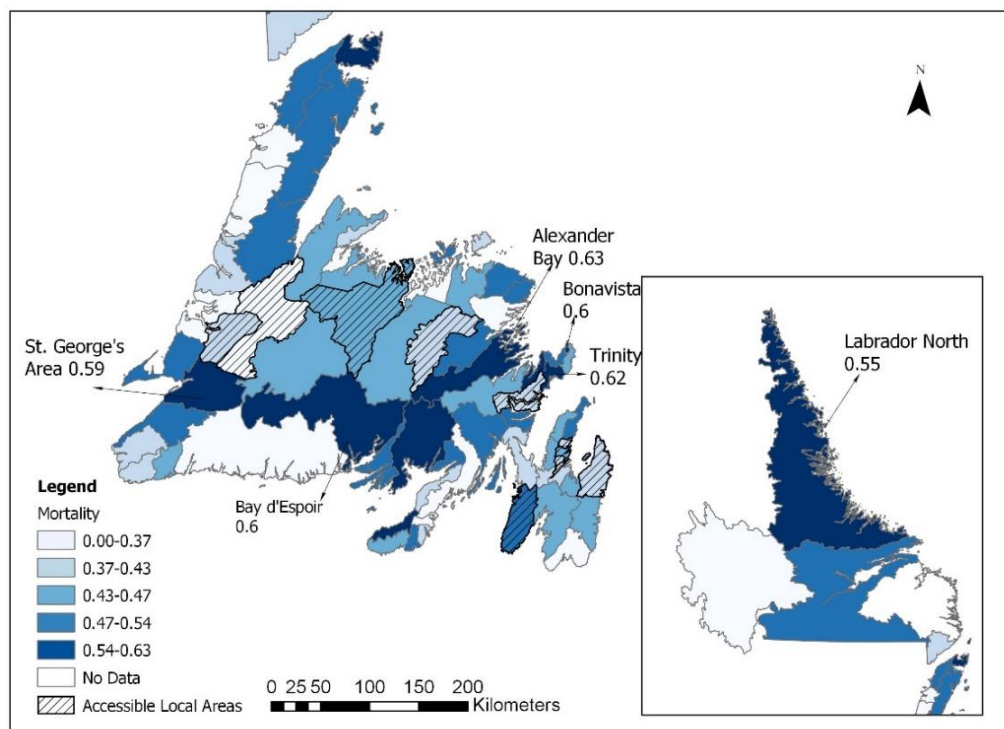 N
Alexander
Bay 0.63
Bonavista
0.6
Trinity
0.62
St. George's
Area 0.59
Bay d'Espoir
0.6
Labrador North
0.55
Legend
Mortality
0.00-0.37
0.37-0.43
0.43-0.47
0.47-0.54
0.54-0.63
No Data
Accessible Local Areas
0 25 50 100 150 200
Kilometers